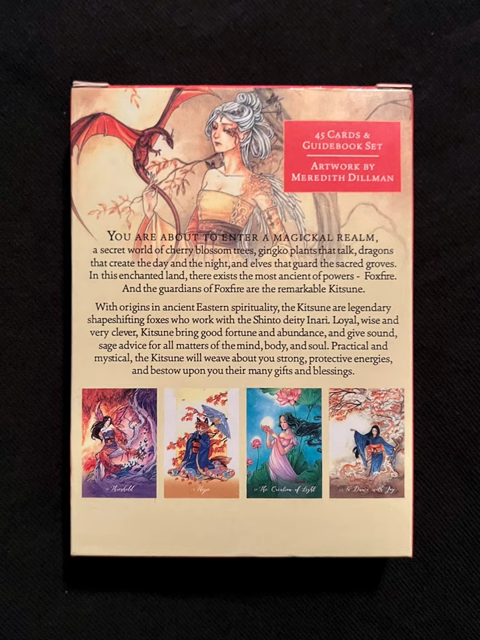 45 CARDS &
GUIDEBOOK SET
ARTWORK BY
MEREDITH DILLMAN
YOU ARE ABOUT TO ENTER A MAGICKAL REALM,
a secret world of cherry blossom trees, gingko plants that talk, dragons
that create the day and the night, and elves that guard the sacred groves.
In this enchanted land, there exists the most ancient of powers - Foxfire.
And the guardians of Foxfire are the remarkable Kitsune.
With origins in ancient Eastern spirituality, the Kitsune are legendary
shapeshifting foxes who work with the Shinto deity Inari. Loyal, wise and
very clever, Kitsune bring good fortune and abundance, and give sound,
sage advice for all matters of the mind, body, and soul. Practical and
mystical, the Kitsune will weave about you strong, protective energies,
and bestow upon you their many gifts and blessings.
Threshold
Hope
The Creation of Light
To Dance with Joy